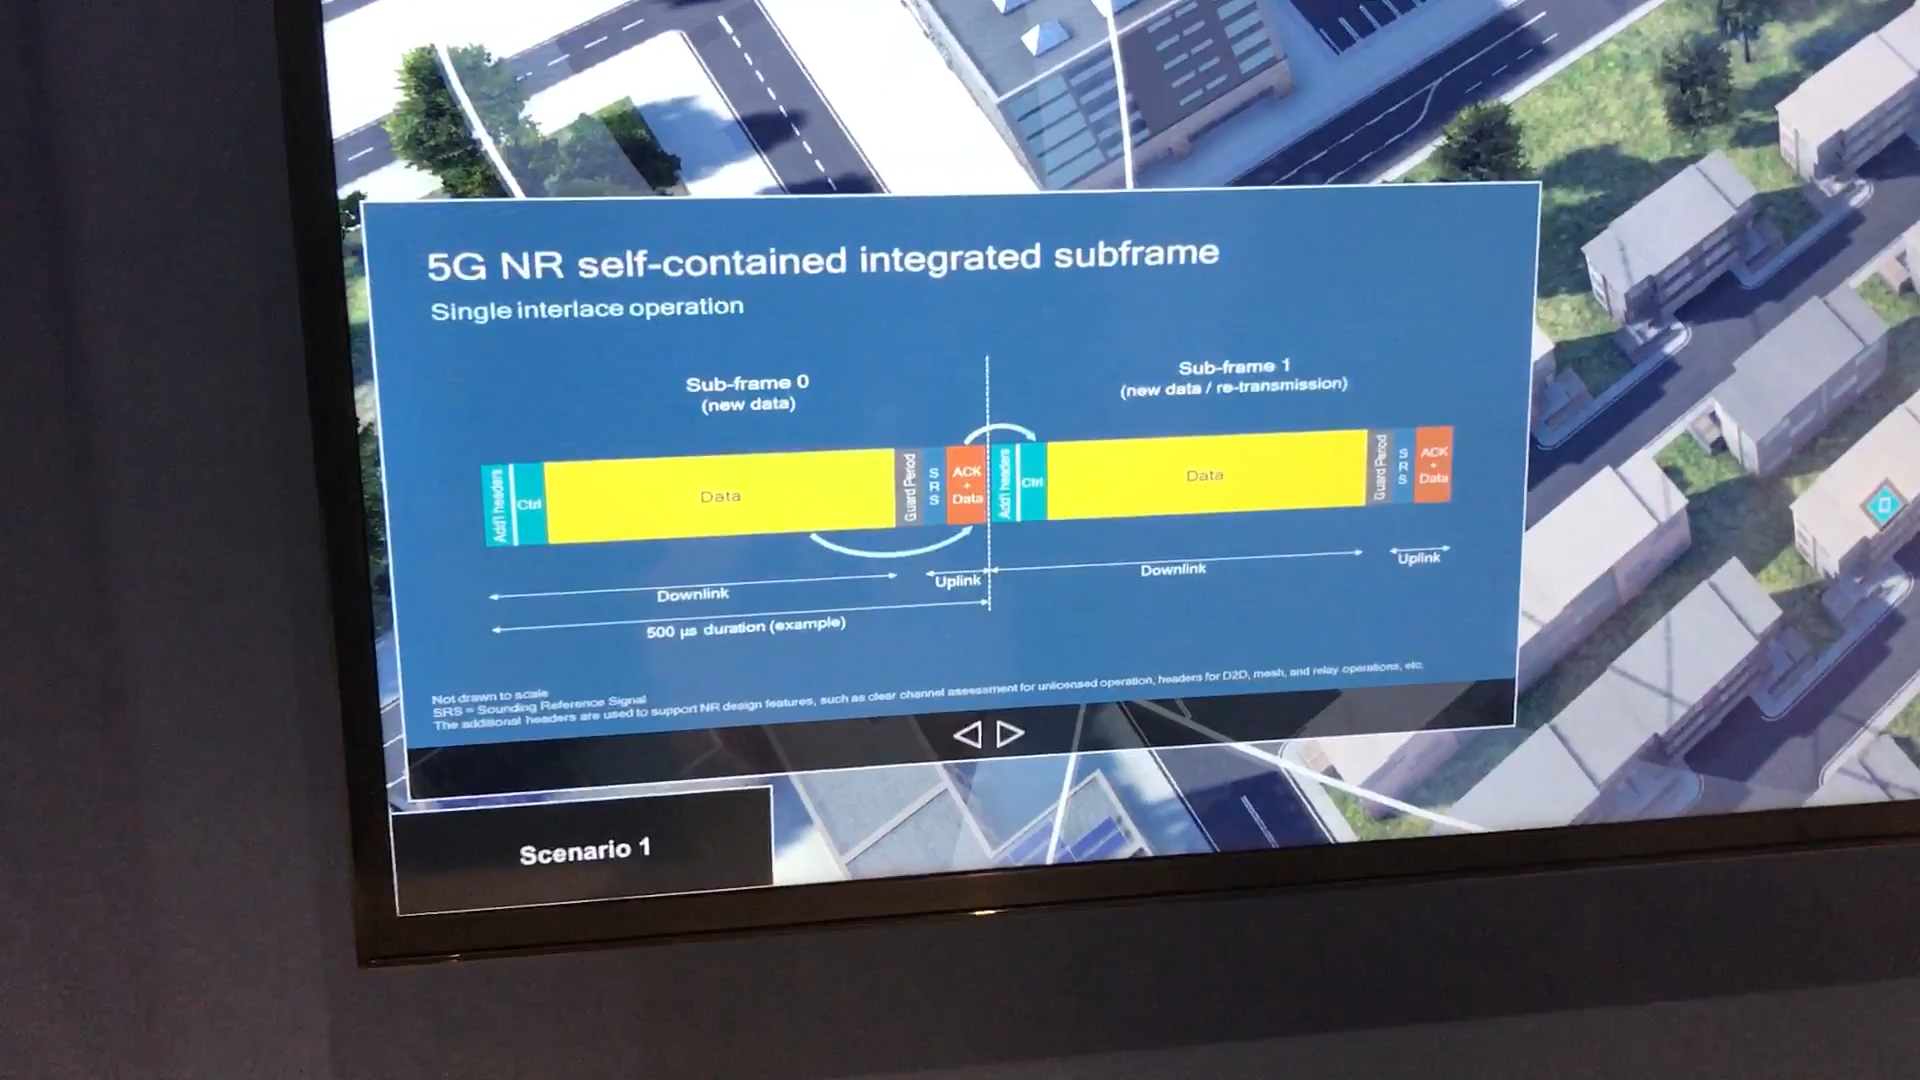 5G NR self-contained integrated subframe
Single interlace operation
Sub-frame 0
(new data)
Sub-frame 1
(new data / re-transmission)
Add'l headers
Ctrl
Data
Guard Period
SRS
ACK
+
Data
Add'l headers
Ctrl
Data
Guard Period
SRS
ACK
+
Data
Downlink
Uplink
Downlink
Uplink
500 µs duration (example)
Not drawn to scale
SRS = Sounding Reference Signal
The additional headers are used to support NR design features, such as clear channel assessment for unlicensed operation, headers for D2D, mesh, and relay operations, etc.
Scenario 1